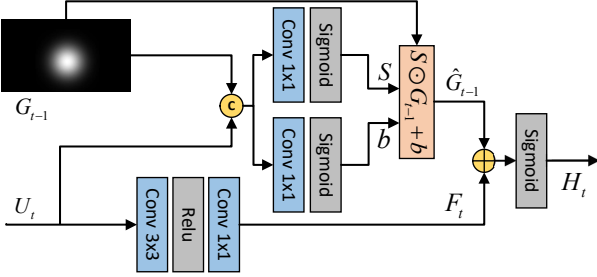 Conv 1x1
Sigmoid
S
S⊙G_{t-1}+b
Ĝ_{t-1}
G_{t-1}
C
Conv 1x1
Sigmoid
b
Sigmoid
H_t
U_t
Conv 3x3
Relu
Conv 1x1
F_t